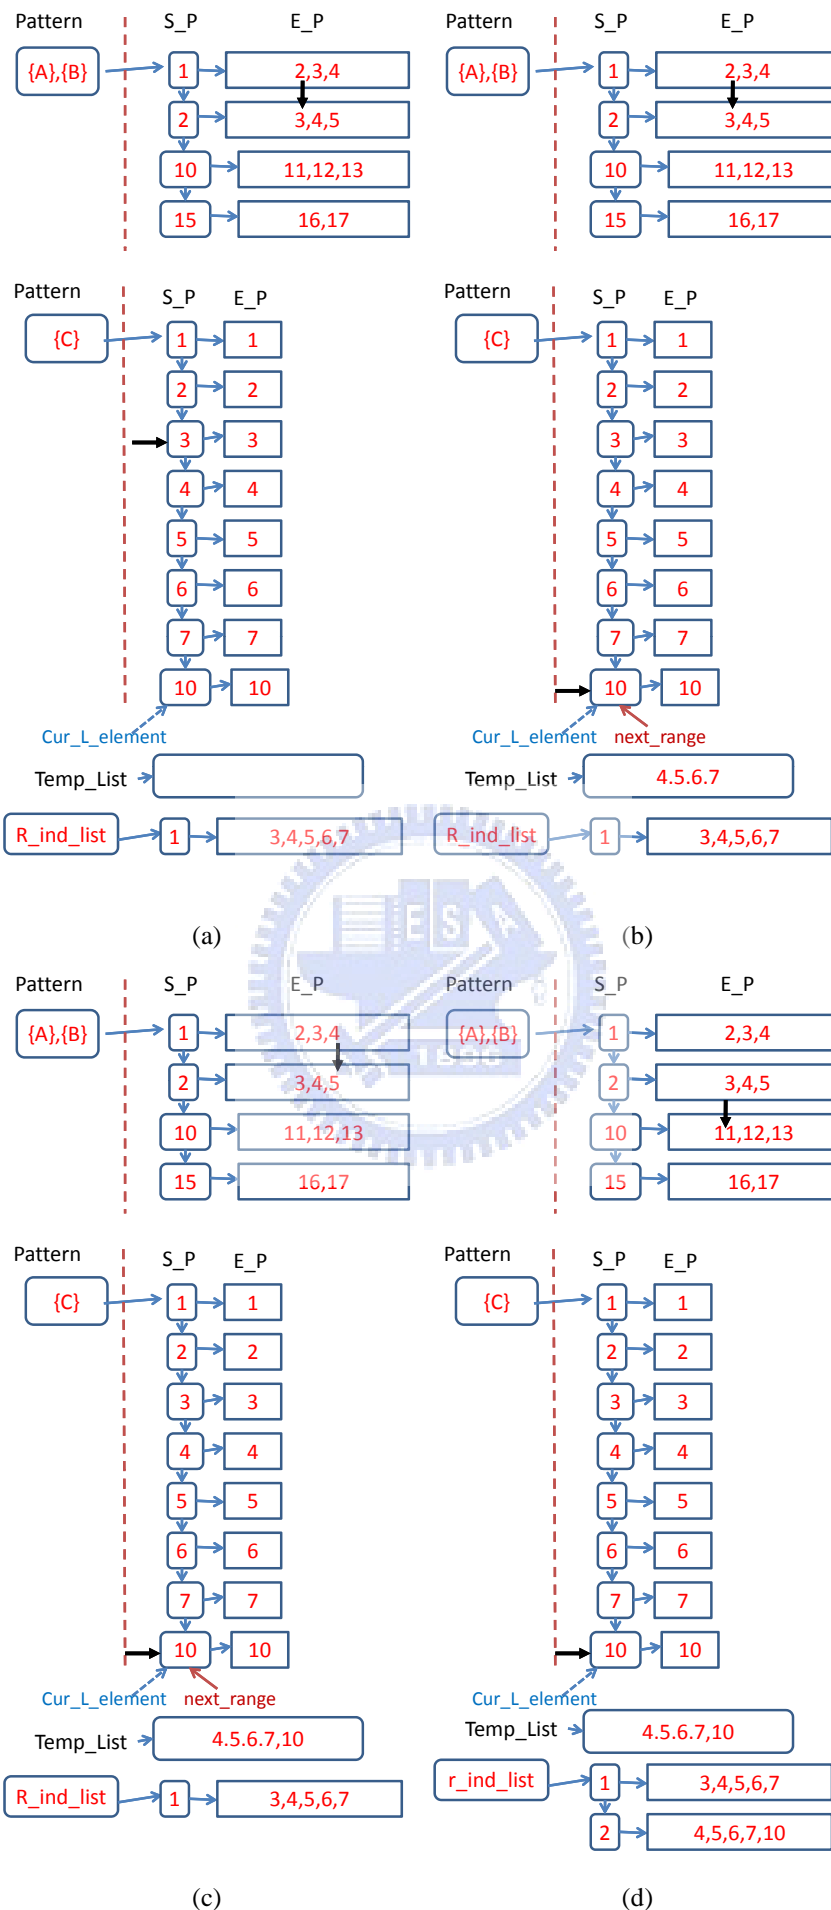 Pattern S_P E_P Pattern S_P E_P
{A},{B} 1 2,3,4 {A},{B} 1 2,3,4
2 3,4,5 2 3,4,5
10 11,12,13 10 11,12,13
15 16,17 15 16,17
Pattern S_P E_P Pattern S_P E_P
{C} 1 1 {C} 1 1
2 2 2 2
3 3 3 3
4 4 4 4
5 5 5 5
6 6 6 6
7 7 7 7
10 10 10 10
Cur_L_element Cur_L_element next_range
Temp_List Temp_List 4.5.6.7
R_ind_list 1 3,4,5,6,7 R_ind_list 1 3,4,5,6,7
ESA
(a) (b)
Pattern S_P E_P Pattern S_P E_P
{A},{B} 1 2,3,4 {A},{B} 1 2,3,4
1896
2 3,4,5 2 3,4,5
10 11,12,13 10 11,12,13
15 16,17 15 16,17
Pattern S_P E_P Pattern S_P E_P
{C} 1 1 {C} 1 1
2 2 2 2
3 3 3 3
4 4 4 4
5 5 5 5
6 6 6 6
7 7 7 7
10 10 10 10
Cur_L_element next_range Cur_L_element
Temp_List 4.5.6.7,10 Temp_List 4.5.6.7,10
R_ind_list 1 3,4,5,6,7 r_ind_list 1 3,4,5,6,7
2 4,5,6,7,10
(c) (d)